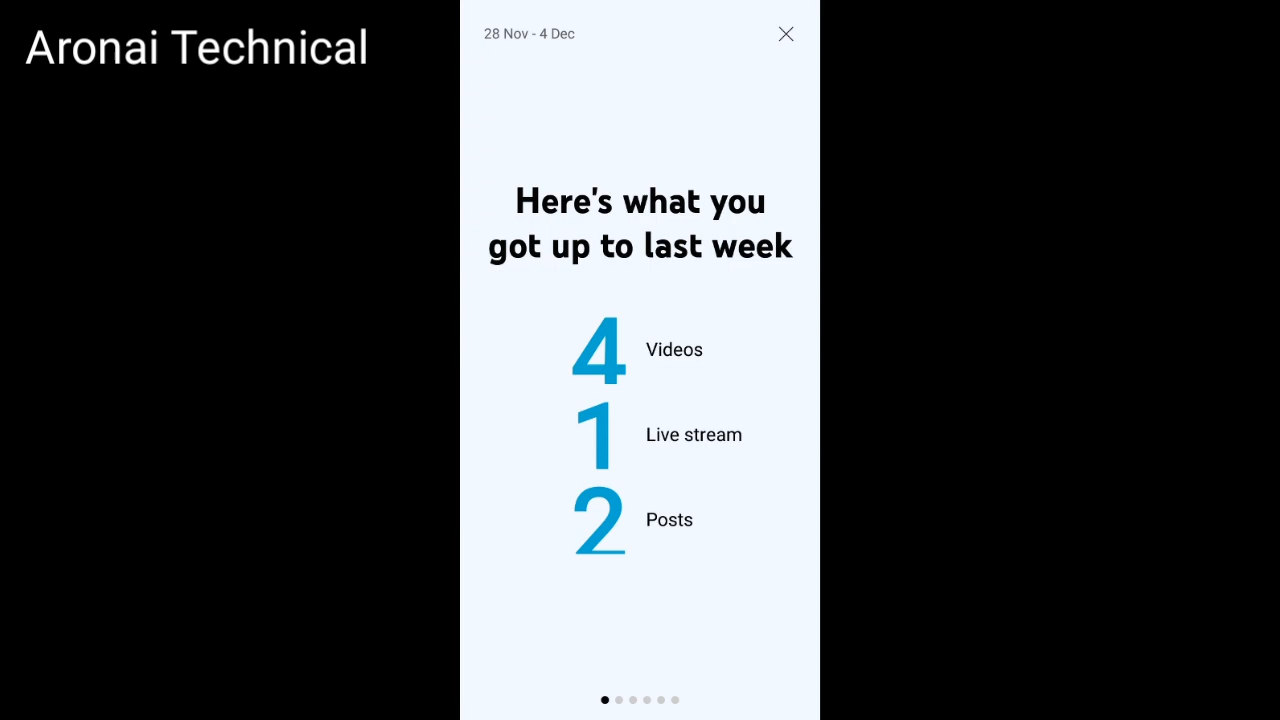 Aronai Technical
28 Nov - 4 Dec
Here's what you
got up to last week
4 Videos
1 Live stream
2 Posts